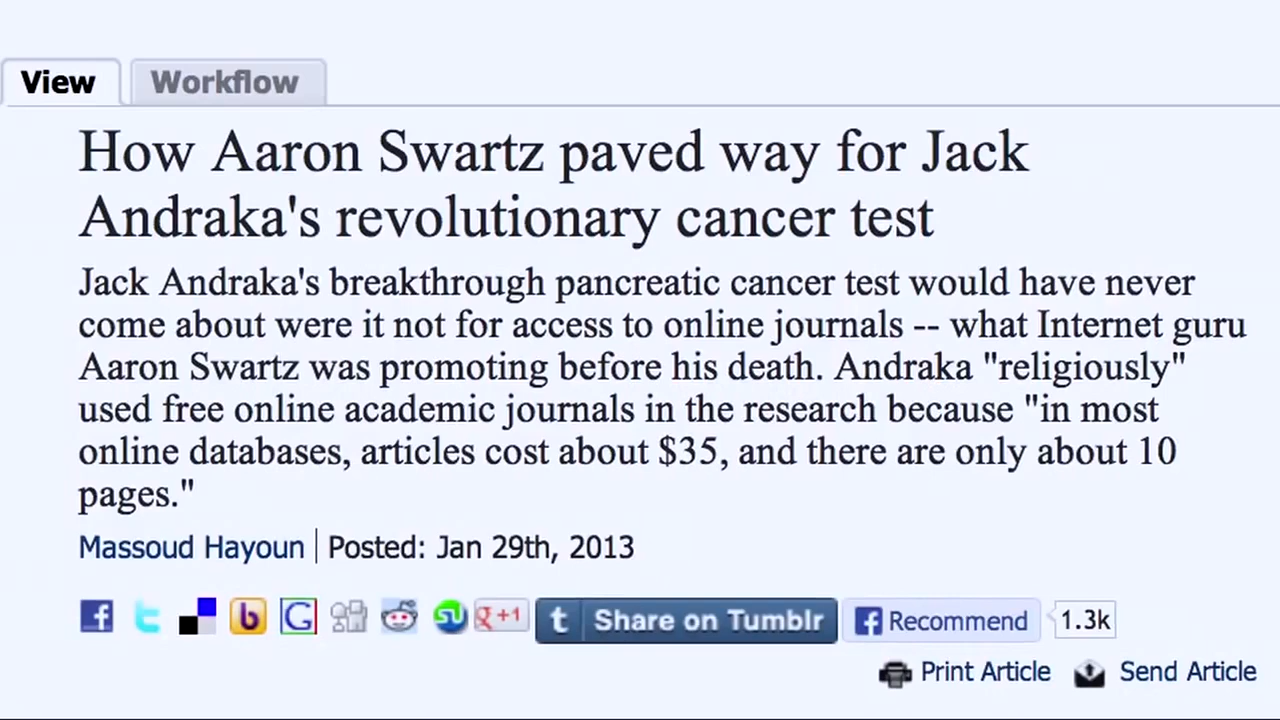 View Workflow
How Aaron Swartz paved way for Jack
Andraka's revolutionary cancer test
Jack Andraka's breakthrough pancreatic cancer test would have never
come about were it not for access to online journals -- what Internet guru
Aaron Swartz was promoting before his death. Andraka "religiously"
used free online academic journals in the research because "in most
online databases, articles cost about $35, and there are only about 10
pages."
Massoud Hayoun | Posted: Jan 29th, 2013
f t b G SU g +1 t Share on Tumblr f Recommend 1.3k
Print Article Send Article